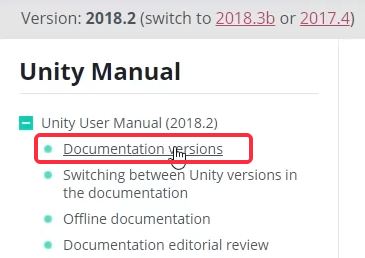 Version: 2018.2 (switch to 2018.3b or 2017.4)
Unity Manual
Unity User Manual (2018.2)
Documentation versions
Switching between Unity versions in
the documentation
Offline documentation
Documentation editorial review